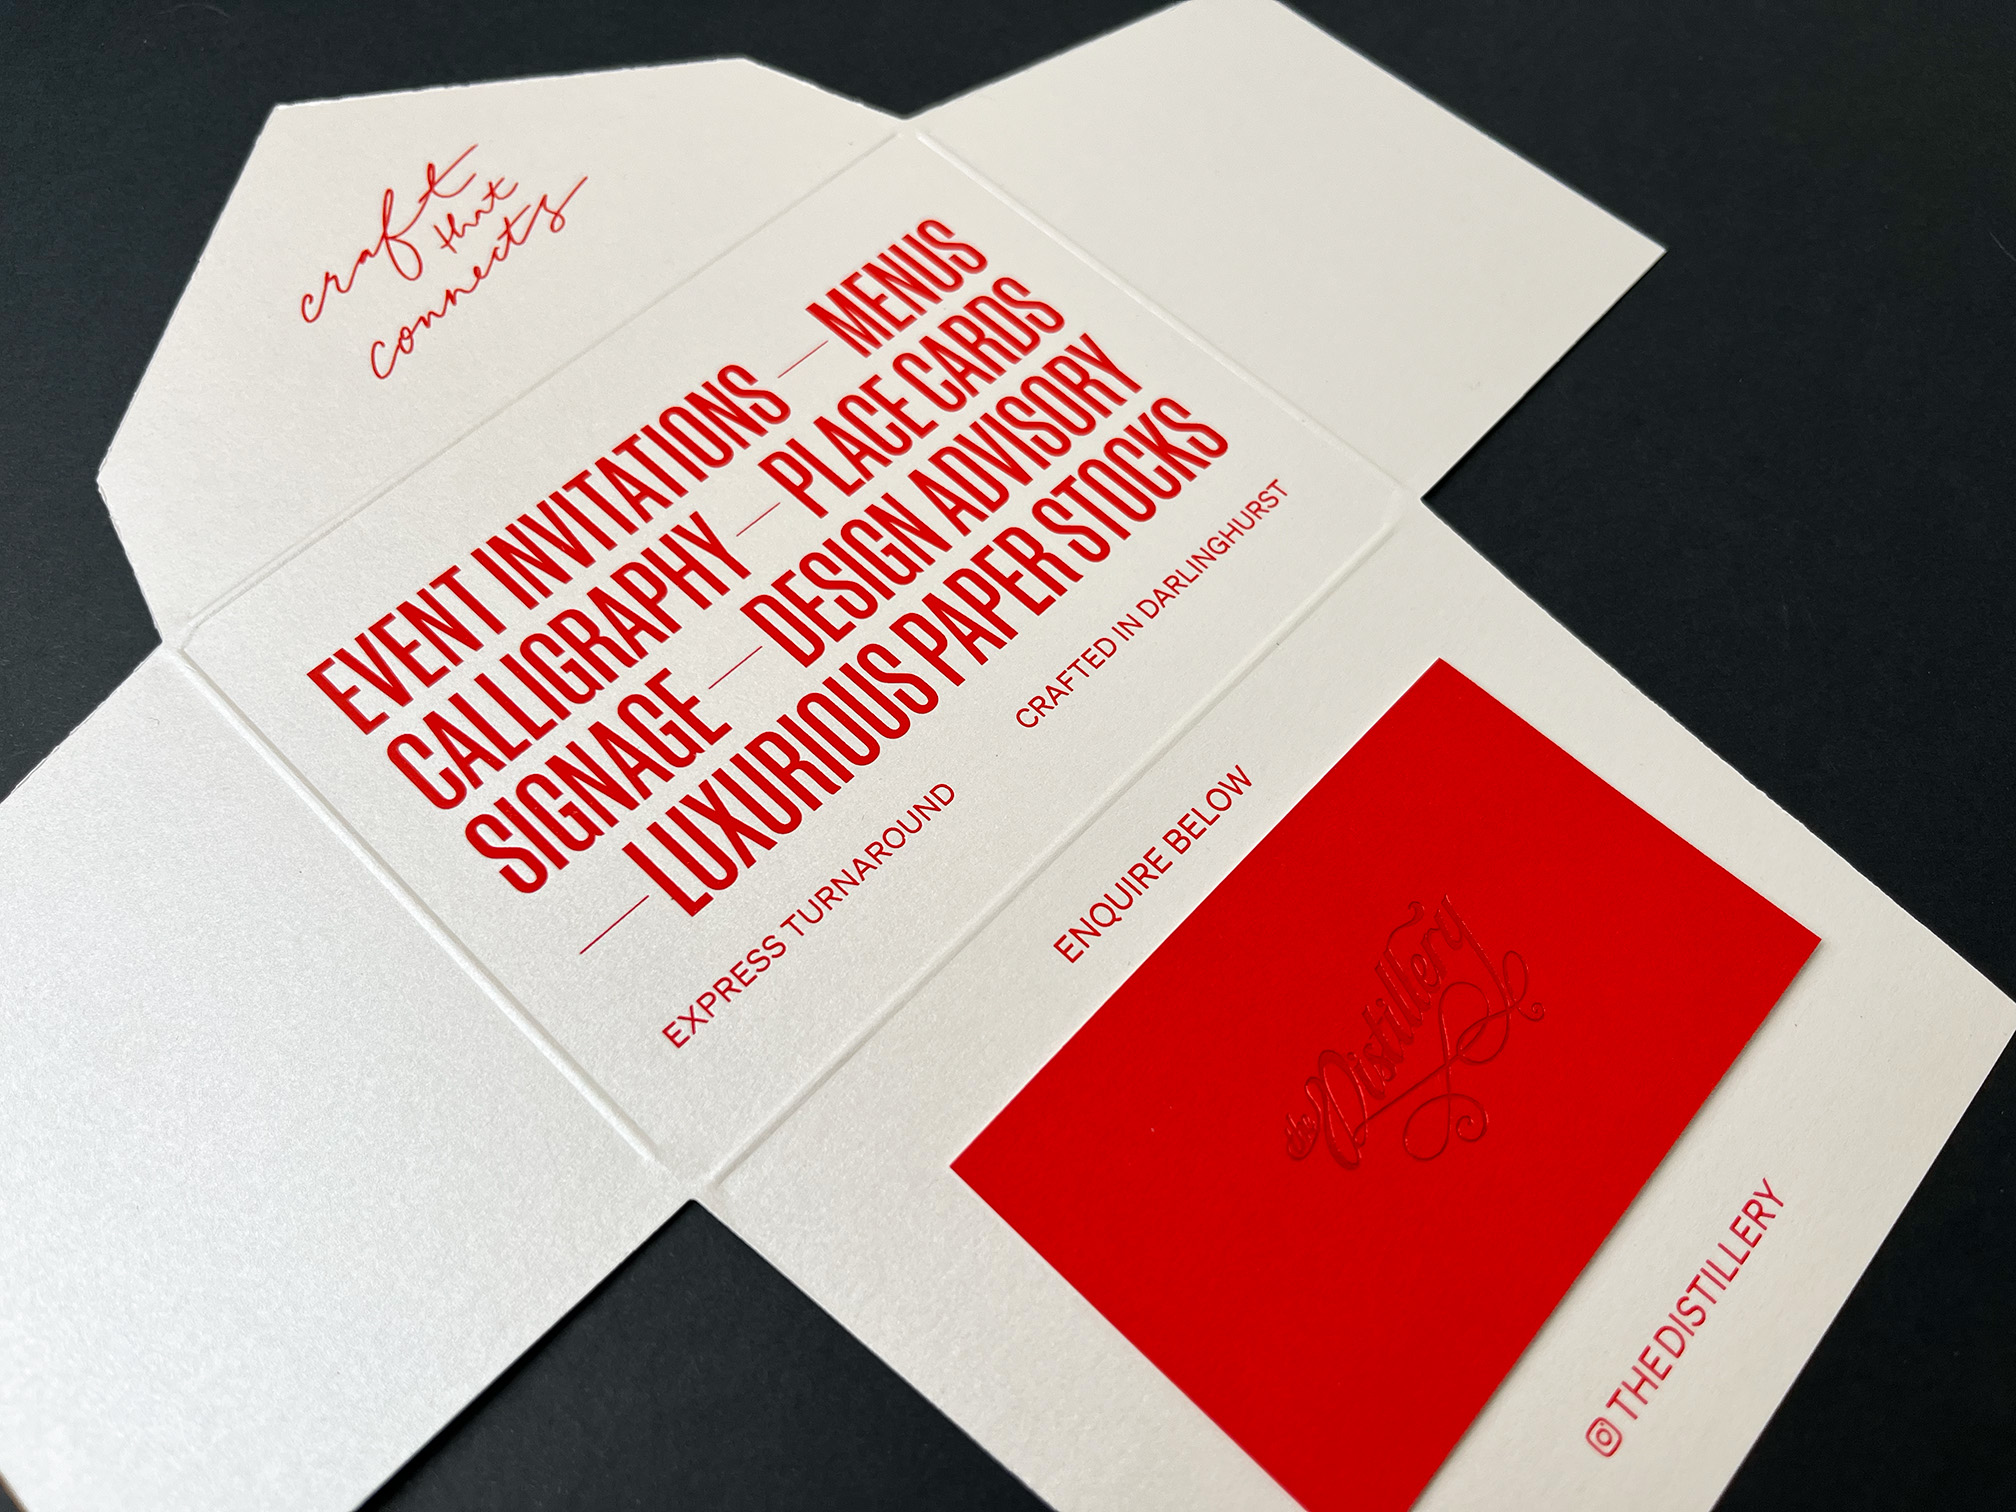 craft
that
connects
EVENT INVITATIONS — MENUS
CALLIGRAPHY — PLACE CARDS
SIGNAGE — DESIGN ADVISORY
— LUXURIOUS PAPER STOCKS
EXPRESS TURNAROUND CRAFTED IN DARLINGHURST
ENQUIRE BELOW
the Distillery
THEDISTILLERY